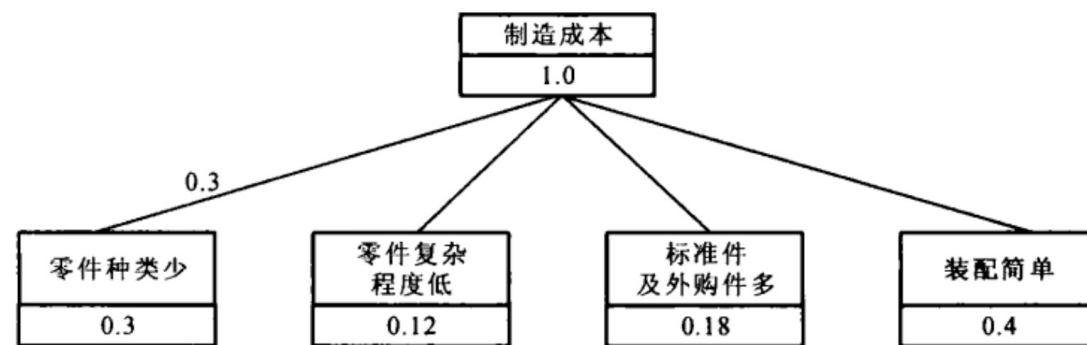 制造成本
1.0
0.3
零件种类少
0.3
零件复杂
程度低
0.12
标准件
及外购件多
0.18
装配简单
0.4